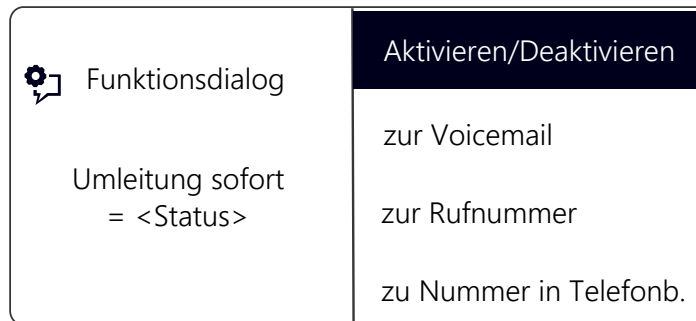 Funktionsdialog
Umleitung sofort
= <Status>
Aktivieren/Deaktivieren
zur Voicemail
zur Rufnummer
zu Nummer in Telefonb.